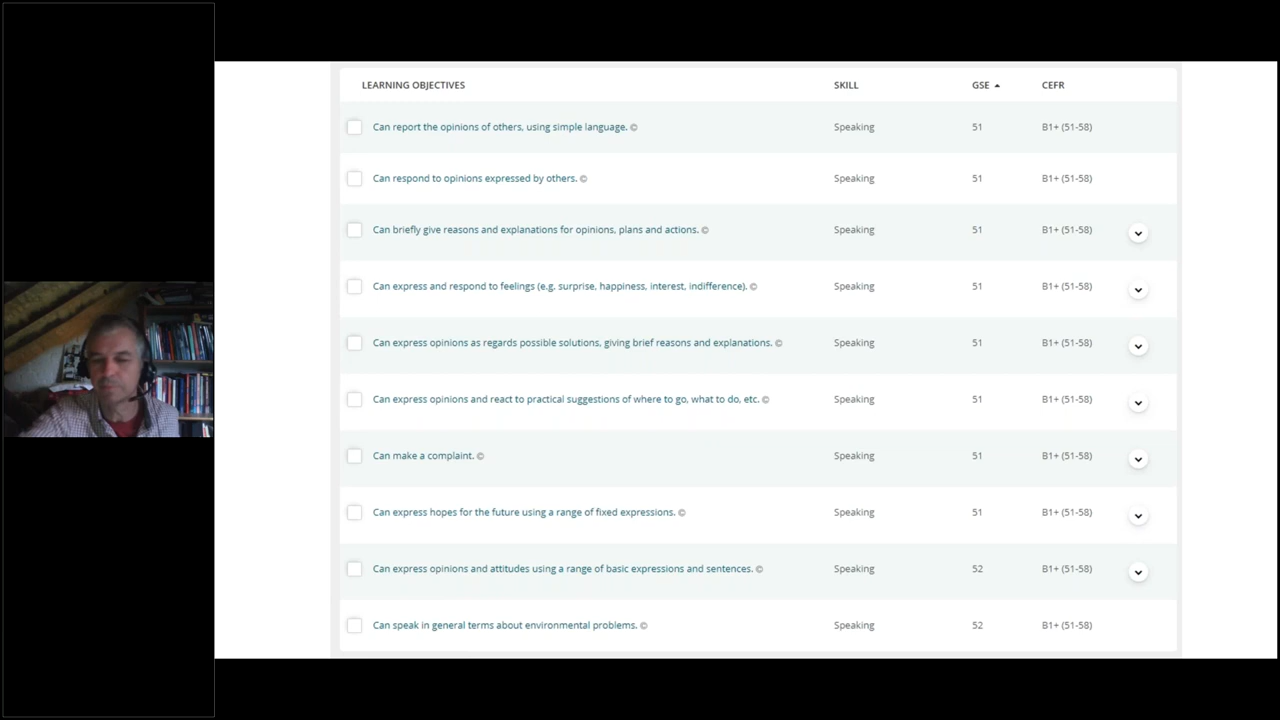 LEARNING OBJECTIVES SKILL GSE CEFR
Can report the opinions of others, using simple language. © Speaking 51 B1+ (51-58)
Can respond to opinions expressed by others. © Speaking 51 B1+ (51-58)
Can briefly give reasons and explanations for opinions, plans and actions. © Speaking 51 B1+ (51-58)
Can express and respond to feelings (e.g. surprise, happiness, interest, indifference). © Speaking 51 B1+ (51-58)
Can express opinions as regards possible solutions, giving brief reasons and explanations. © Speaking 51 B1+ (51-58)
Can express opinions and react to practical suggestions of where to go, what to do, etc. © Speaking 51 B1+ (51-58)
Can make a complaint. © Speaking 51 B1+ (51-58)
Can express hopes for the future using a range of fixed expressions. © Speaking 51 B1+ (51-58)
Can express opinions and attitudes using a range of basic expressions and sentences. © Speaking 52 B1+ (51-58)
Can speak in general terms about environmental problems. © Speaking 52 B1+ (51-58)